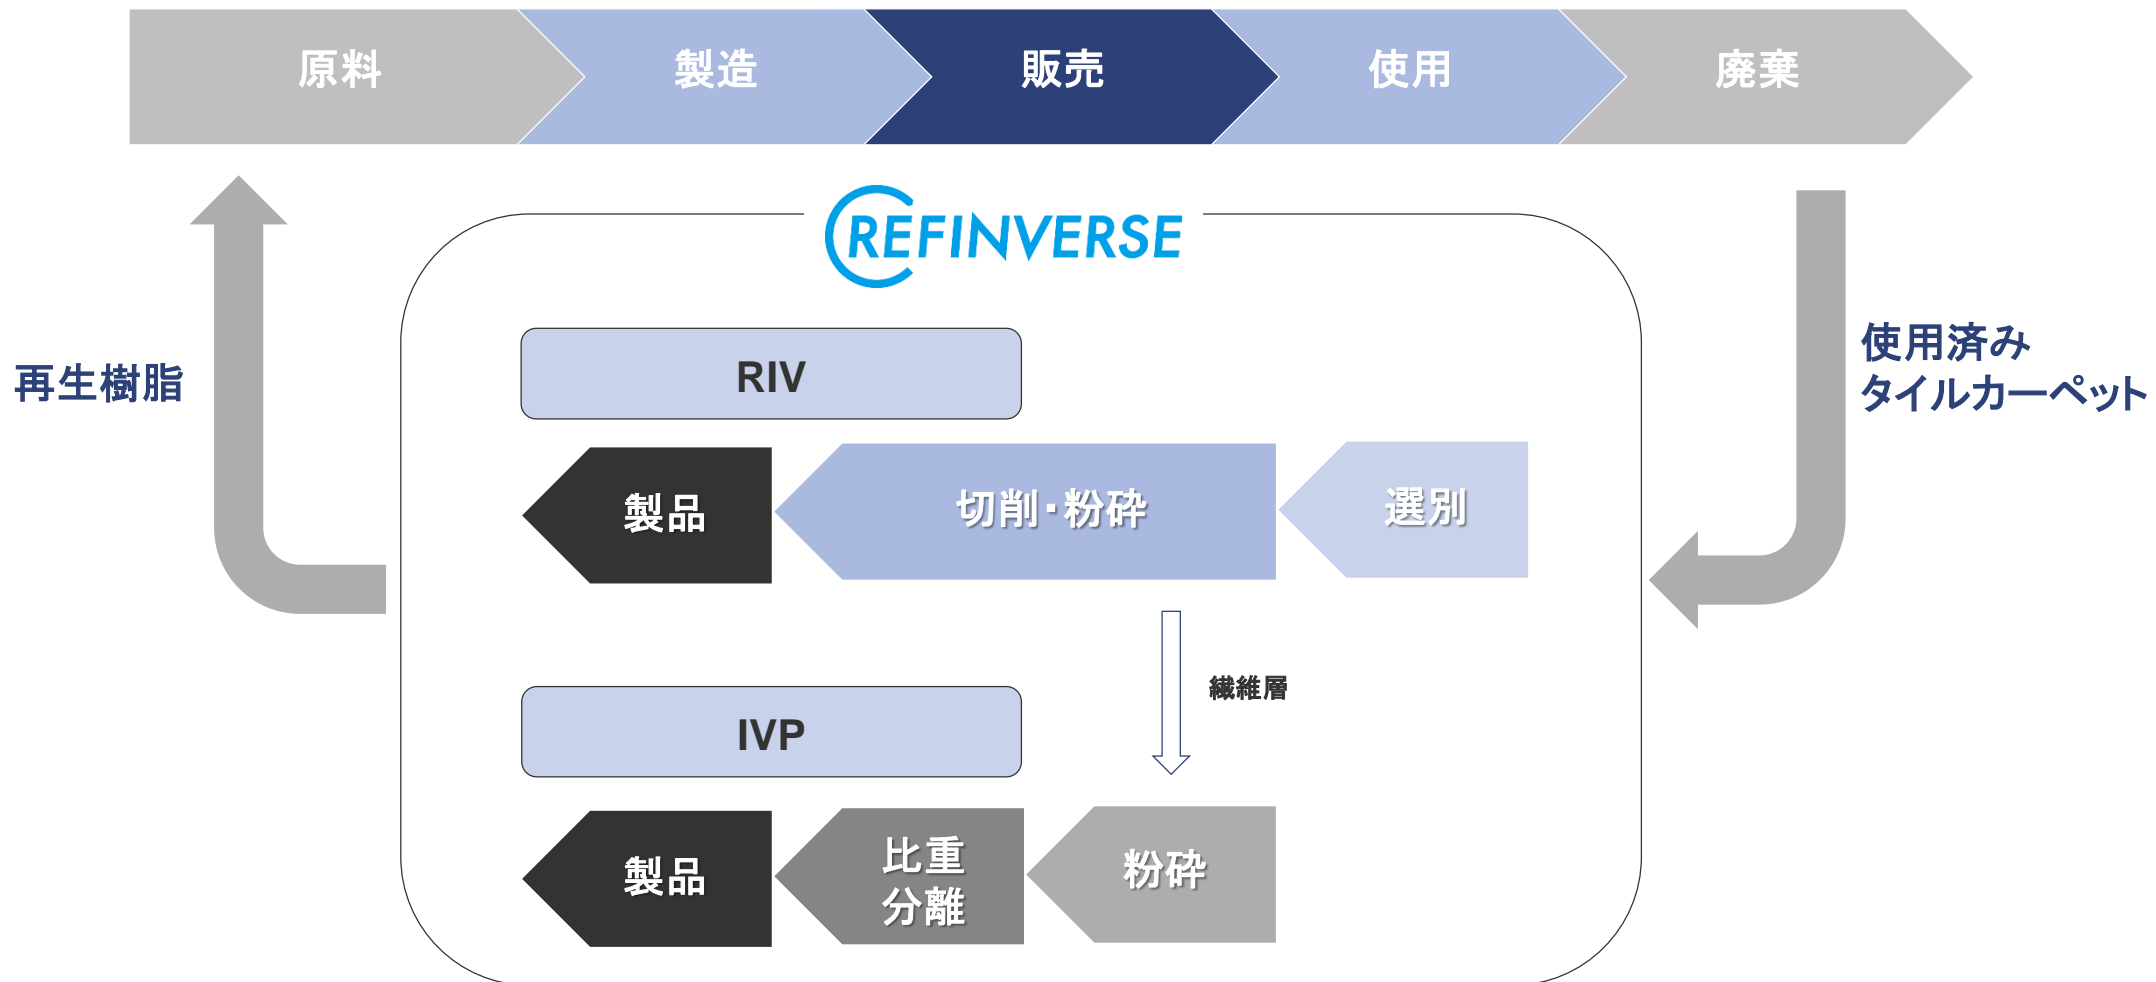 原料
製造
販売
使用
廃棄
REFINVERSE
再生樹脂
使用済み
タイルカーペット
RIV
製品
切削・粉砕
選別
繊維層
IVP
製品
比重
分離
粉砕